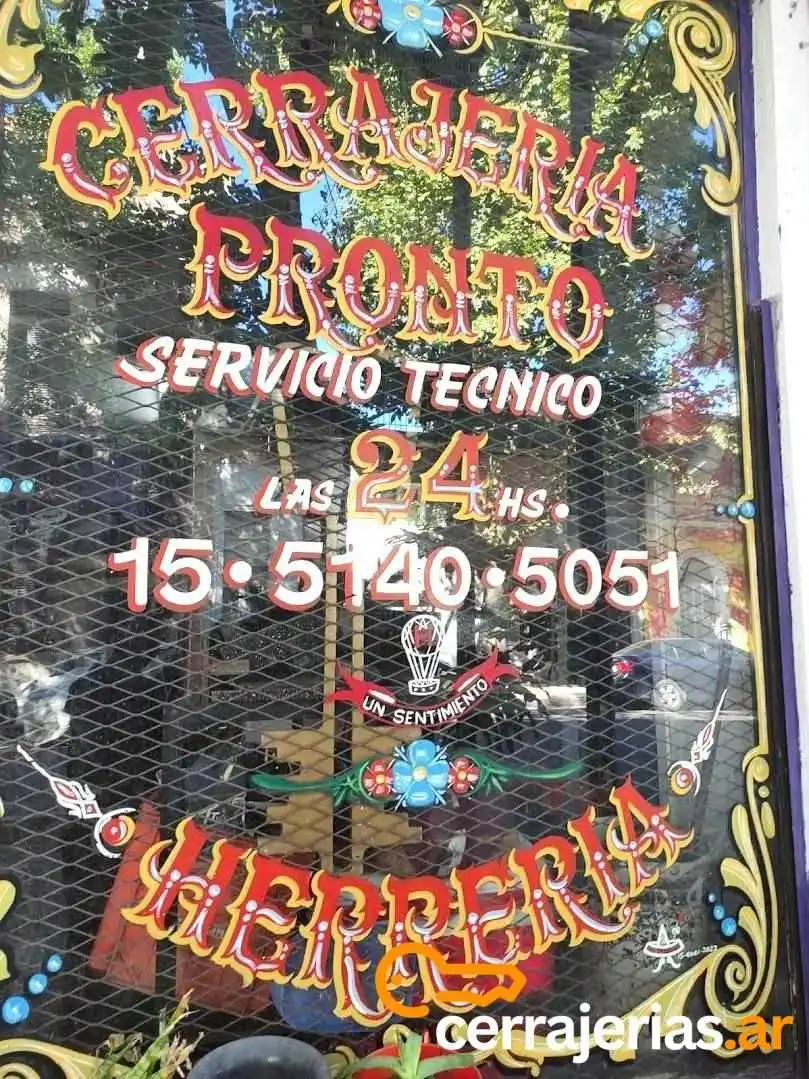 CERRAJERIA
PRONTO
SERVICIO TECNICO
LAS 24 HS.
15·5140·5051
H
UN SENTIMIENTO
HERRERIA
cerrajerias.ar